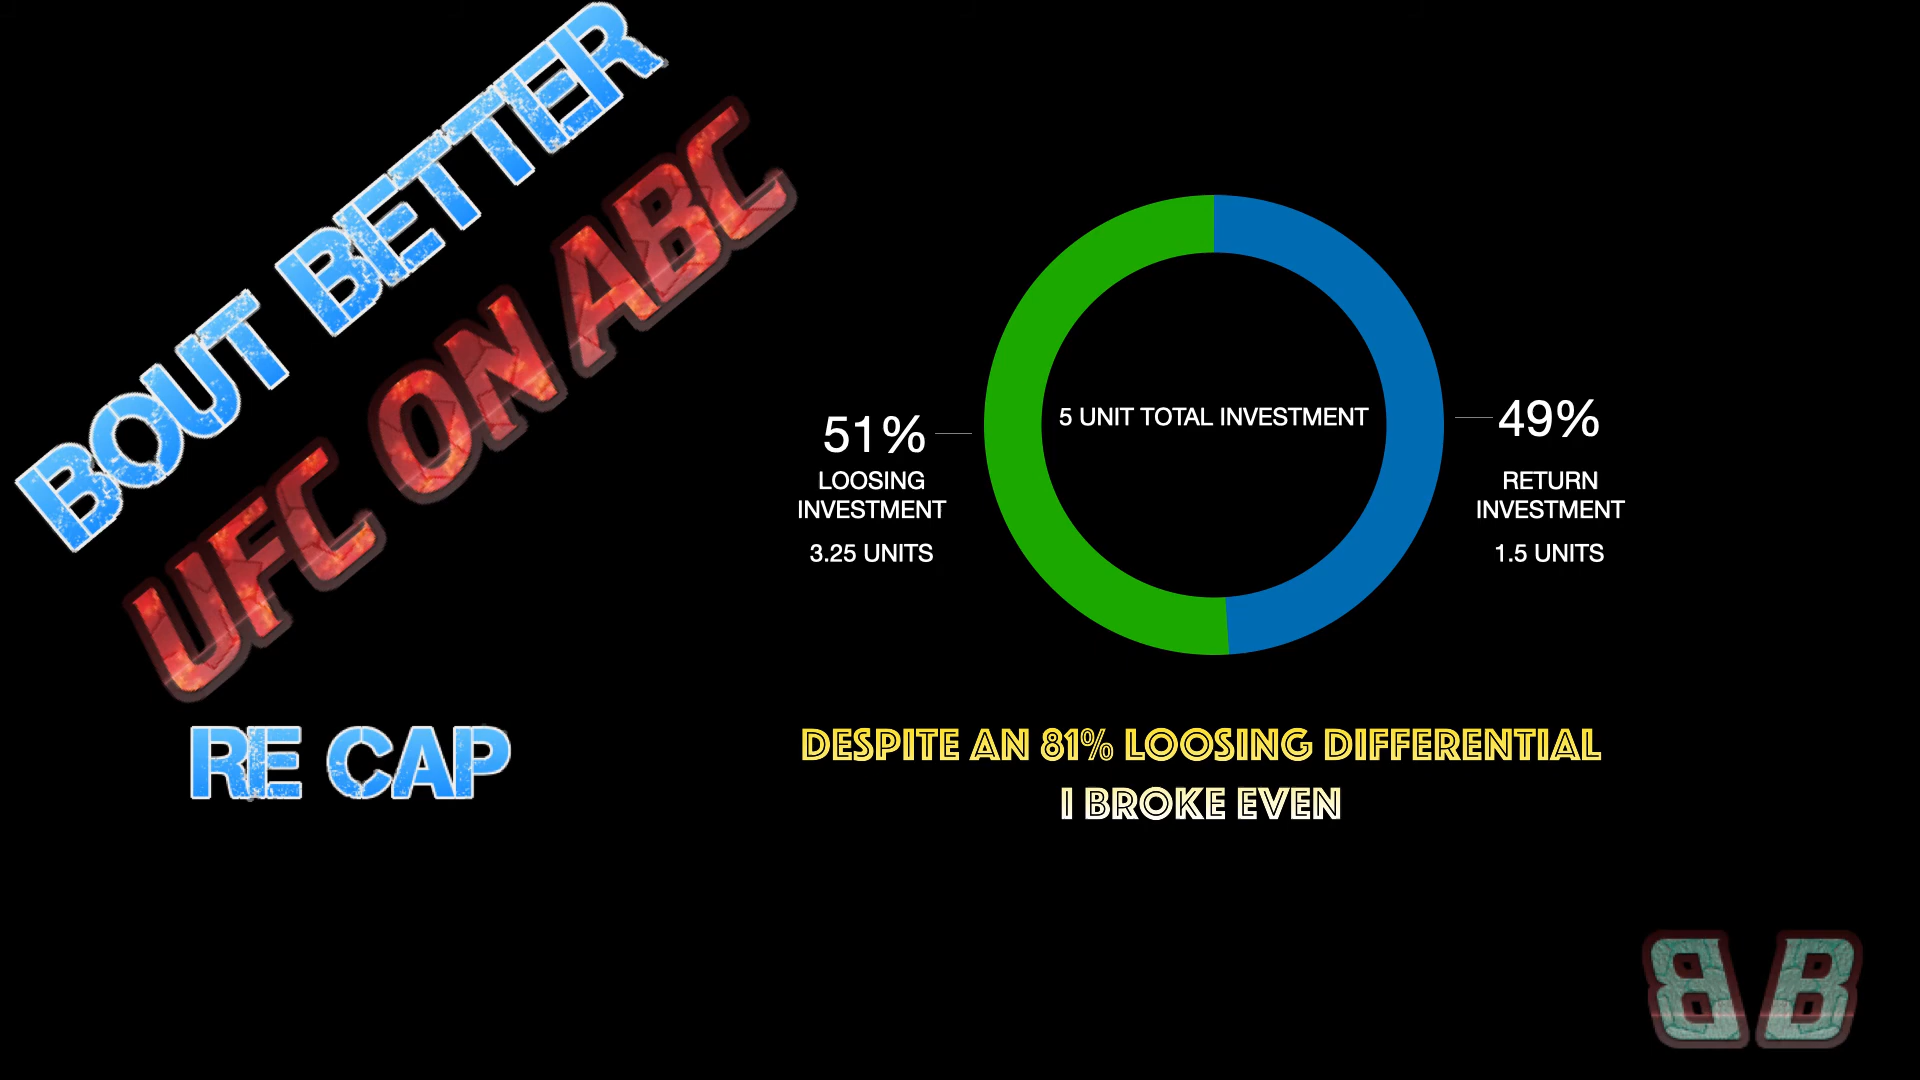 BOUT BETTER
UFC ON ABC
RE CAP
51%
LOOSING
INVESTMENT
3.25 UNITS
5 UNIT TOTAL INVESTMENT
49%
RETURN
INVESTMENT
1.5 UNITS
DESPITE AN 81% LOOSING DIFFERENTIAL
I BROKE EVEN
B B